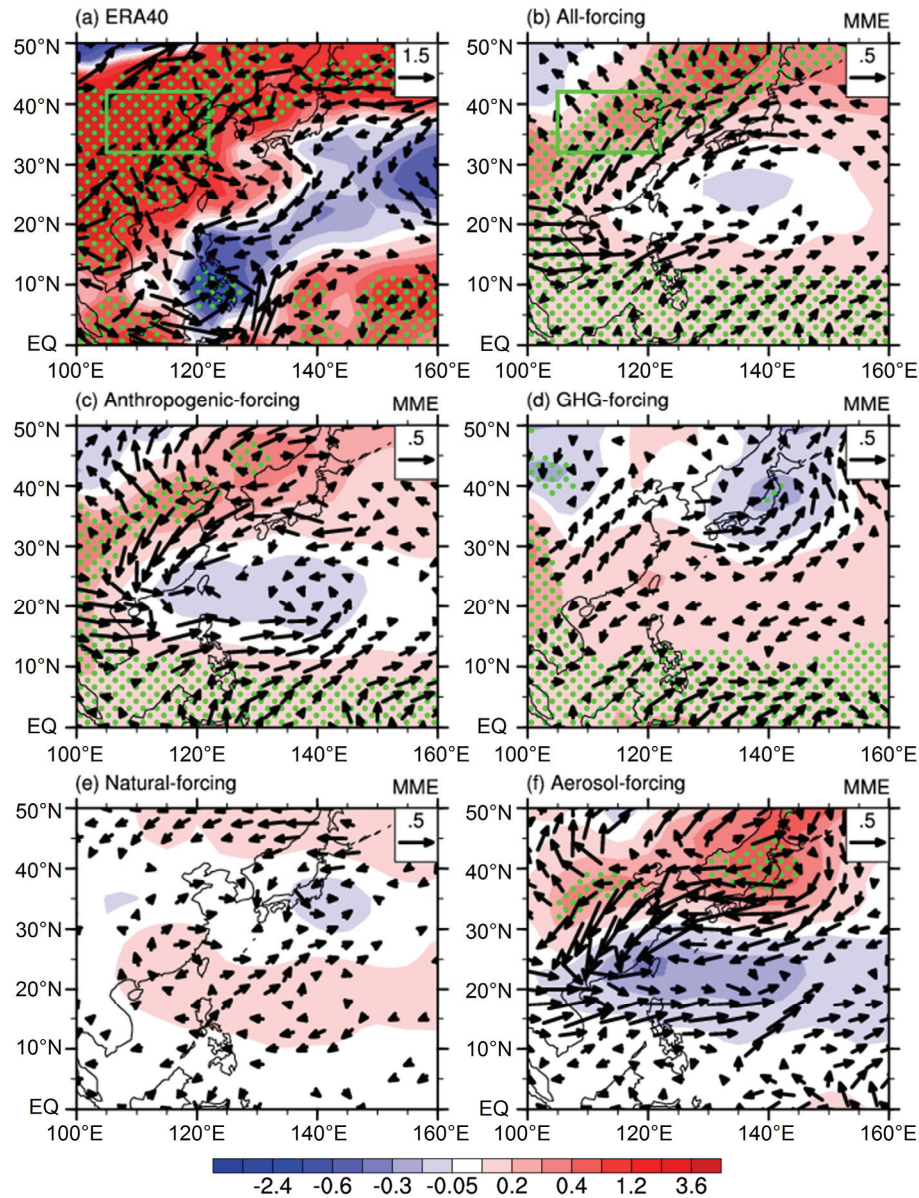 (a) ERA40
50°N
40°N
30°N
20°N
10°N
EQ
1.5
100°E 120°E 140°E 160°E
(b) All-forcing MME
50°N
40°N
30°N
20°N
10°N
EQ
.5
100°E 120°E 140°E 160°E
(c) Anthropogenic-forcing MME
50°N
40°N
30°N
20°N
10°N
EQ
.5
100°E 120°E 140°E 160°E
(d) GHG-forcing MME
50°N
40°N
30°N
20°N
10°N
EQ
.5
100°E 120°E 140°E 160°E
(e) Natural-forcing MME
50°N
40°N
30°N
20°N
10°N
EQ
.5
100°E 120°E 140°E 160°E
(f) Aerosol-forcing MME
50°N
40°N
30°N
20°N
10°N
EQ
.5
100°E 120°E 140°E 160°E
-2.4 -0.6 -0.3 -0.05 0.2 0.4 1.2 3.6